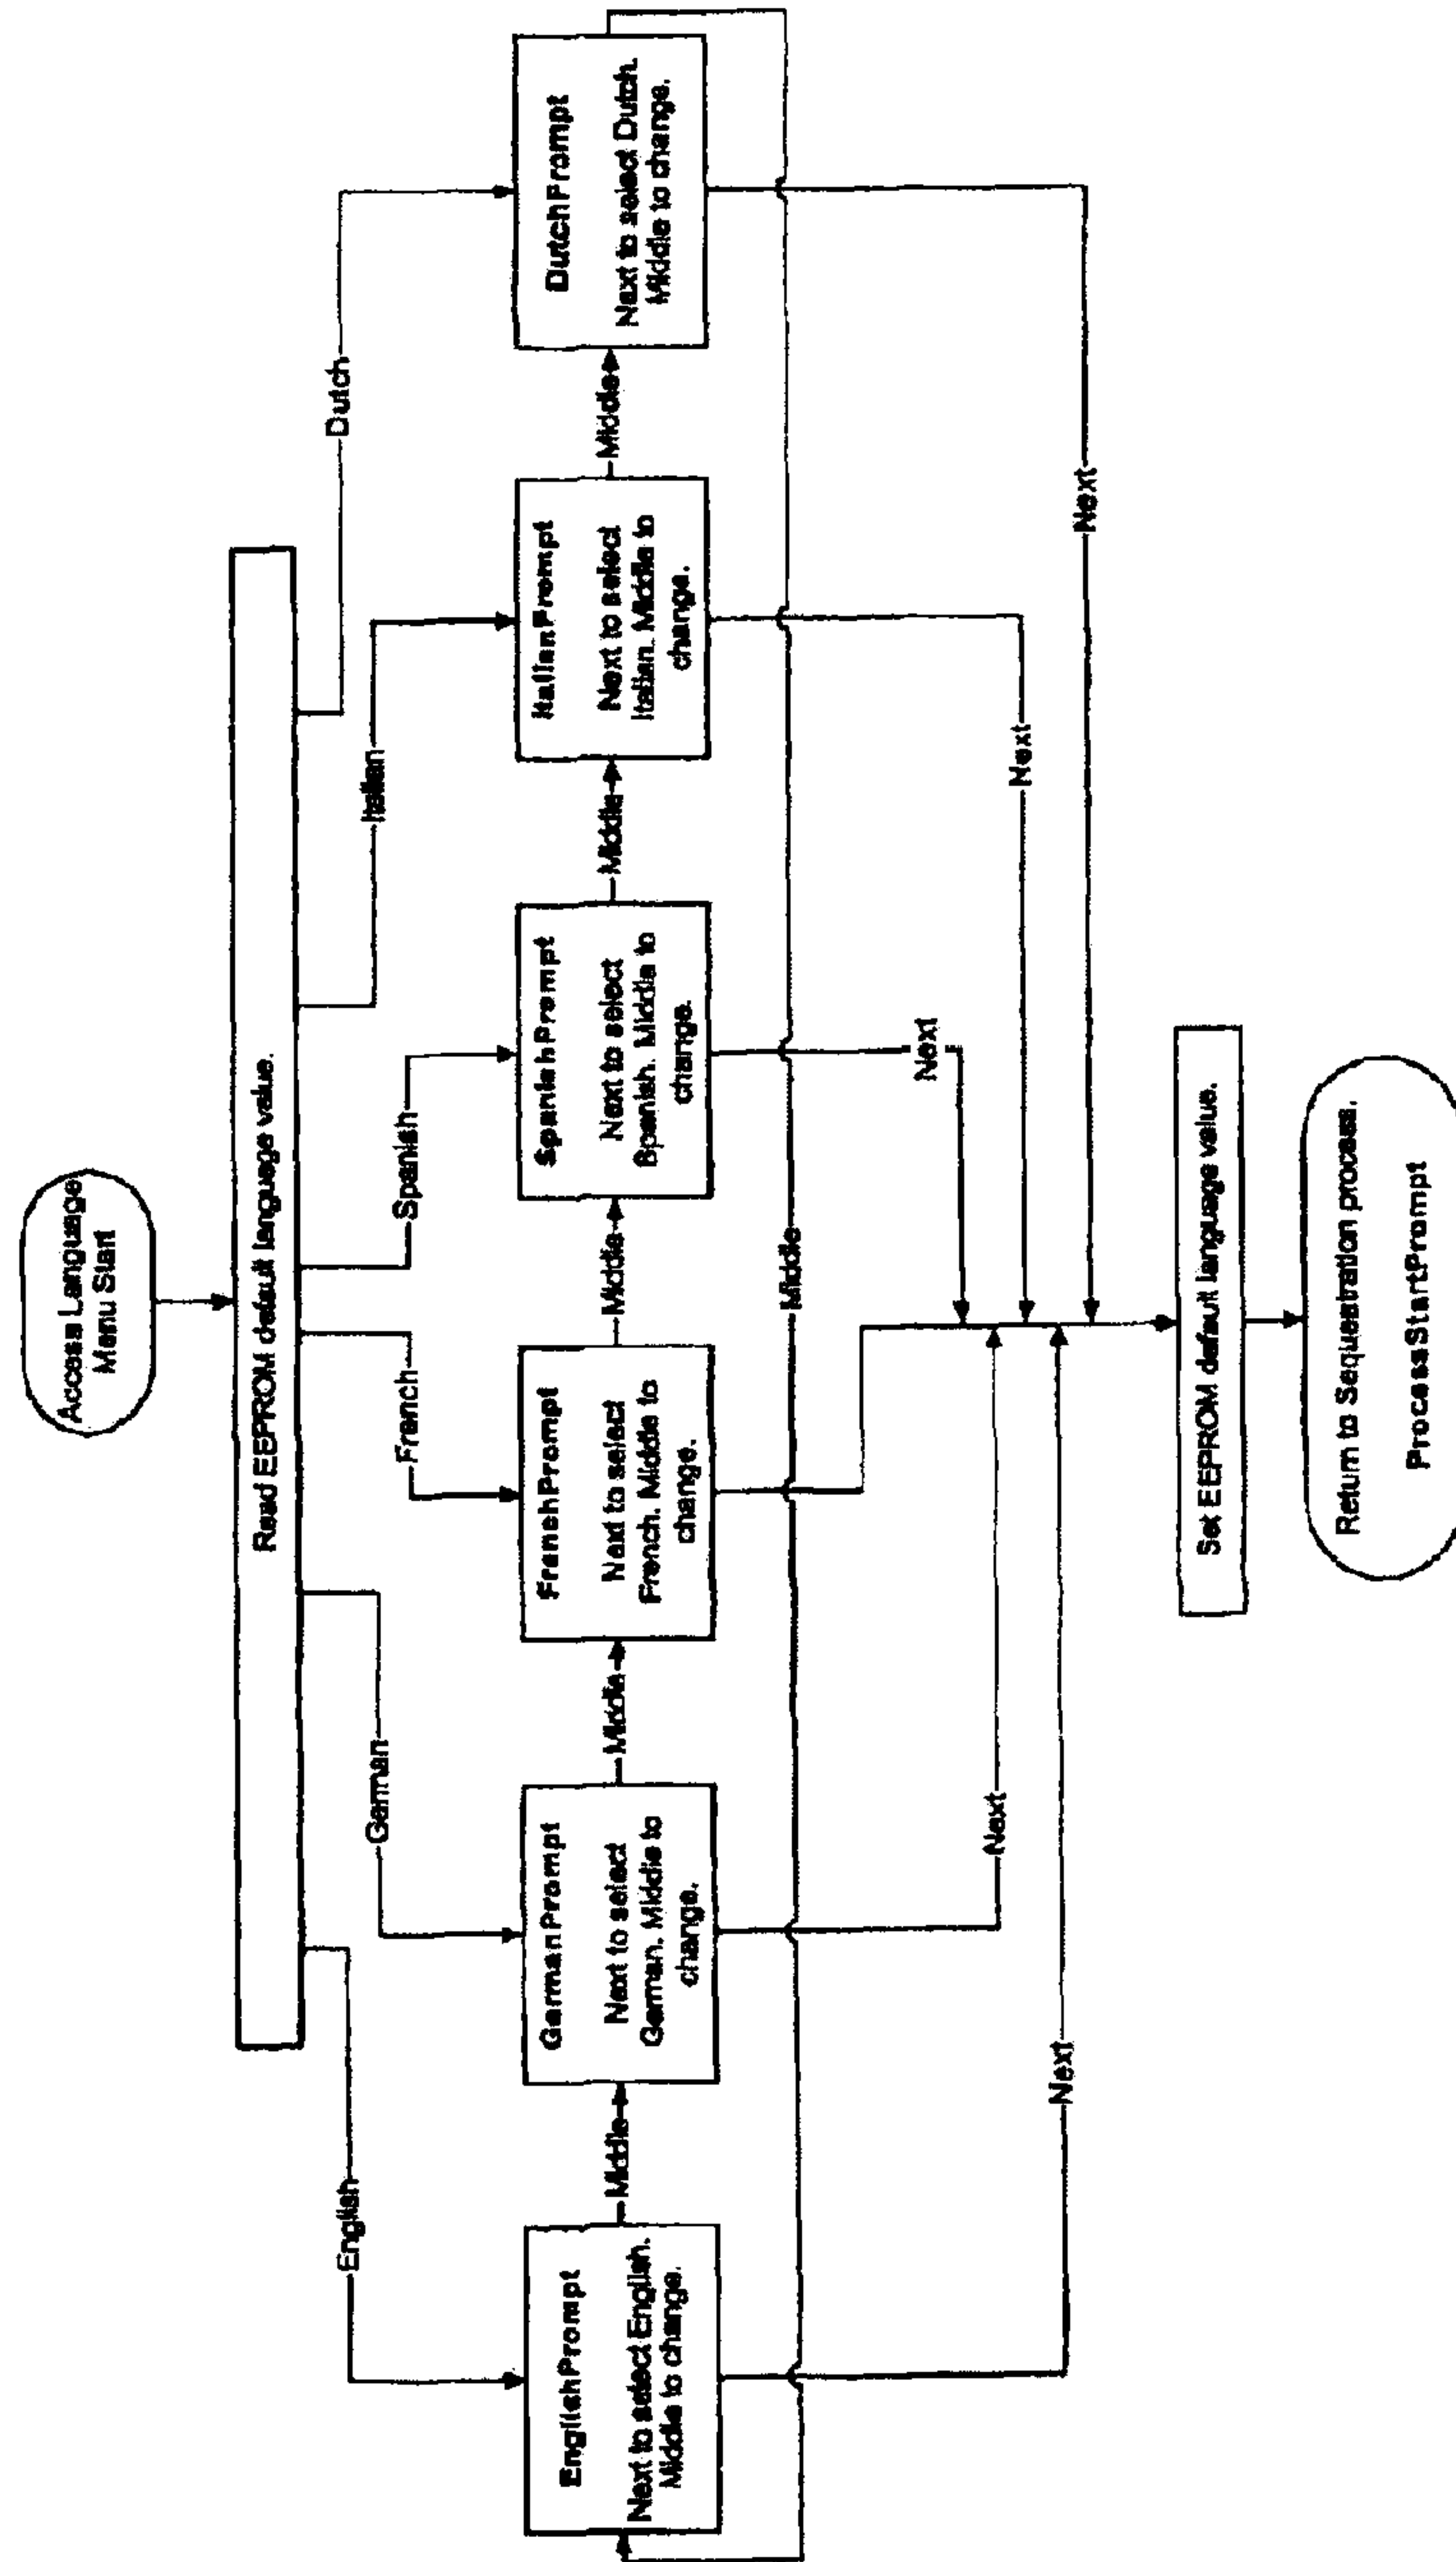 Access Language
Menu Start
Read EEPROM default language value.
English
German
French
Spanish
Italian
Dutch
EnglishPrompt
Next to select English.
Middle to change.
Middle
GermanPrompt
Next to select
German. Middle to
change.
Middle
FrenchPrompt
Next to select
French. Middle to
change.
Middle
SpanishPrompt
Next to select
Spanish. Middle to
change.
Middle
ItalianPrompt
Next to select
Italian. Middle to
change.
Middle
DutchPrompt
Next to select Dutch.
Middle to change.
Middle
Next
Next
Next
Next
Next
Set EEPROM default language value.
Return to Sequestration process.
ProcessStartPrompt